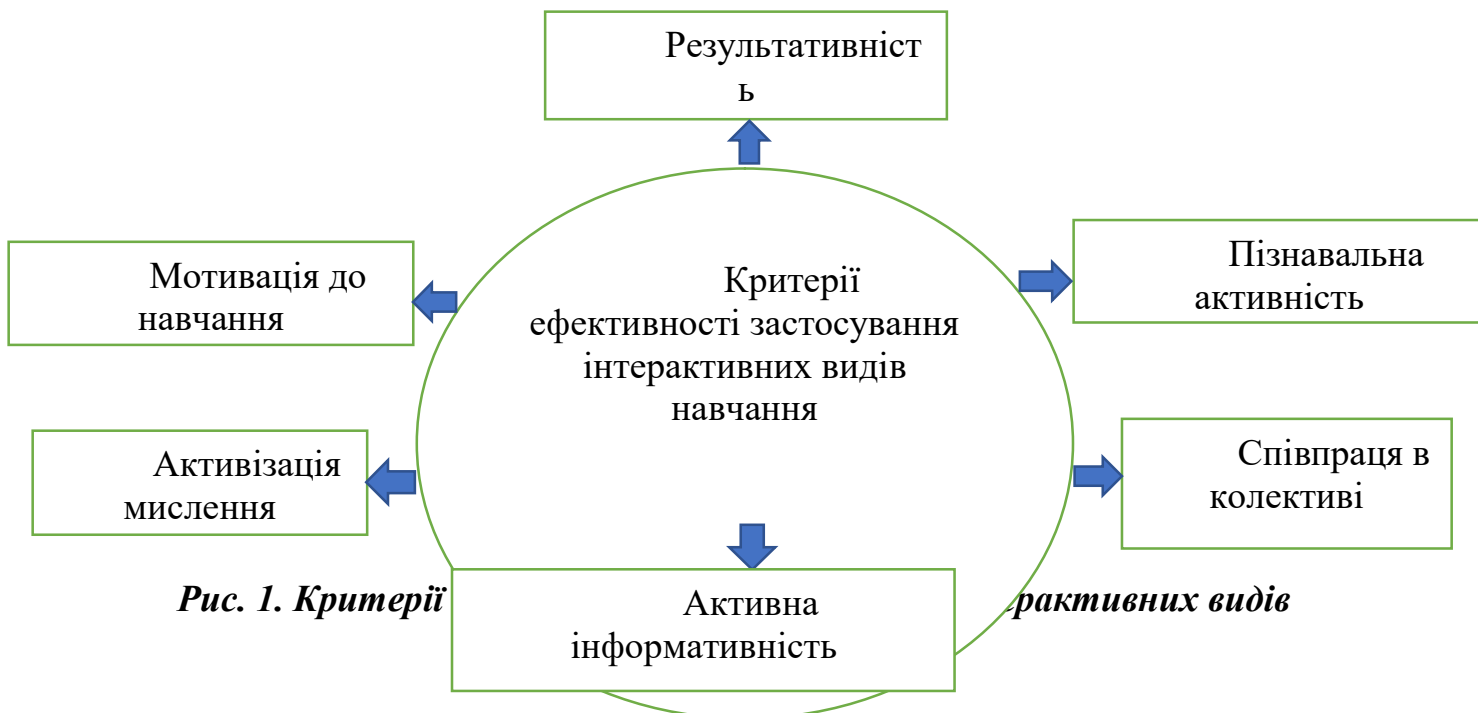 Результативніст
ь
Мотивація до
навчання
Критерії
ефективності застосування
інтерактивних видів
навчання
Пізнавальна
активність
Активізація
мислення
Співпраця в
колективі
Рис. 1. Критерії
рактивних видів
Активна
інформативність